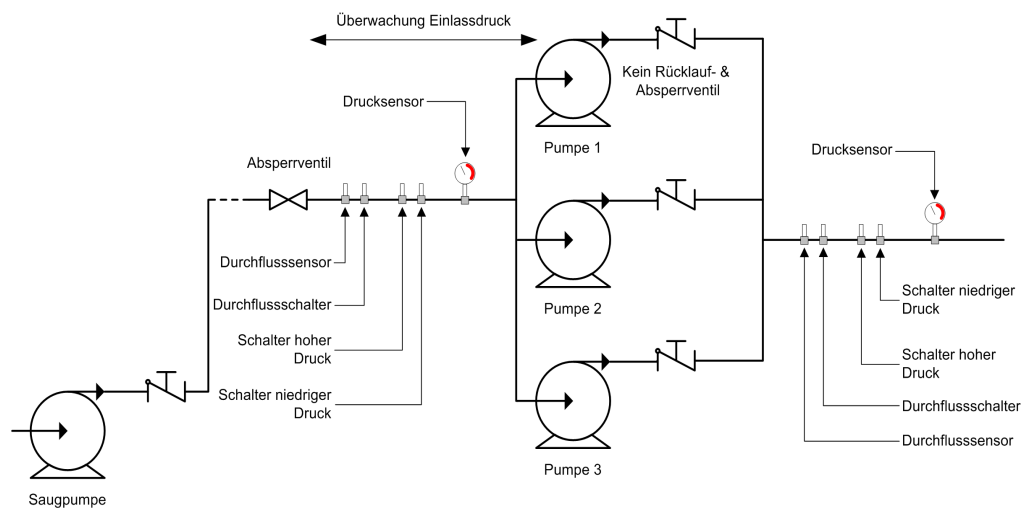 Überwachung Einlassdruck
Kein Rücklauf- &
Absperrventil
Drucksensor
Pumpe 1
Drucksensor
Absperrventil
Durchflusssensor
Durchflussschalter
Schalter hoher
Druck
Schalter niedriger
Druck
Pumpe 2
Schalter niedriger
Druck
Schalter hoher
Druck
Durchflussschalter
Durchflusssensor
Pumpe 3
Saugpumpe